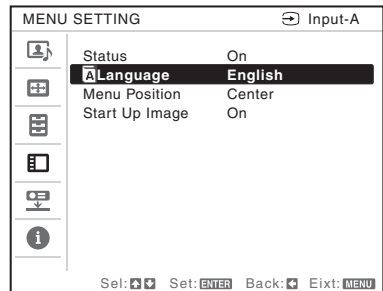 MENU SETTING Input-A
Status On
A Language English
Menu Position Center
Start Up Image On
i
Sel: Set: ENTER Back: Eixt: MENU